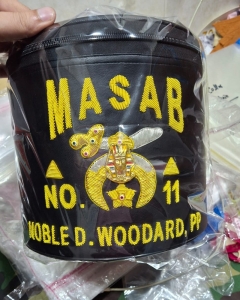 MASAB
NO. 11
NOBLE D. WOODARD, PP